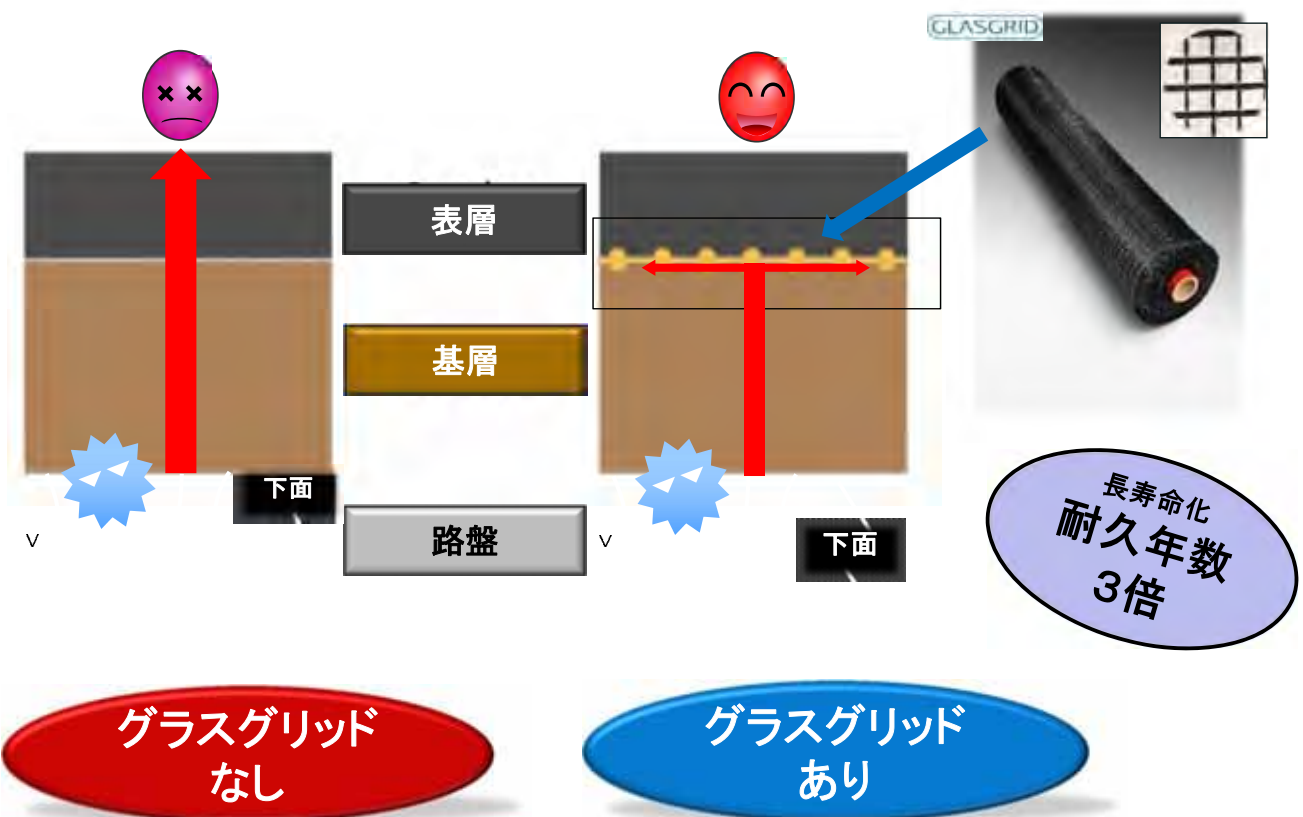 GLASGRID
表層
基層
下面
路盤
下面
v
v
長寿命化
耐久年数
3倍
グラスグリッド
なし
グラスグリッド
あり